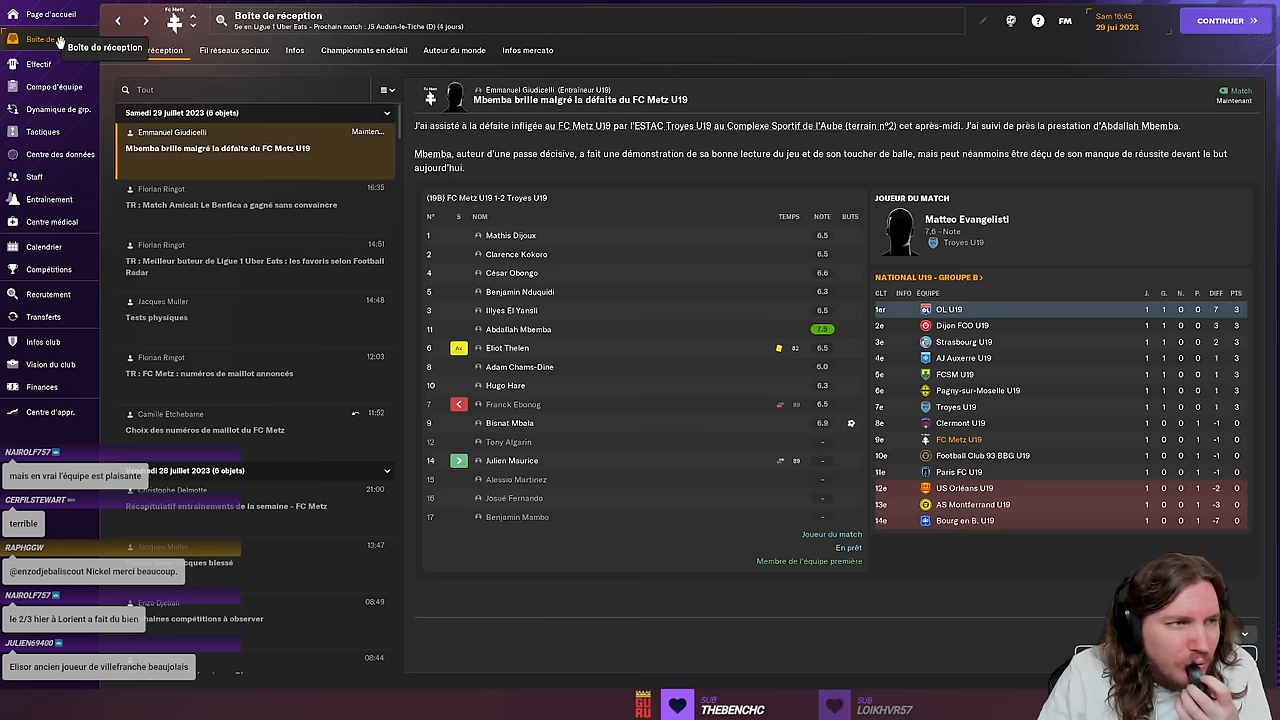 Page d'accueil
Boîte de
Boîte de réception
Effectif
Compo d'équipe
Dynamique de grp.
Tactiques
Centre des données
Staff
Entraînement
Centre médical
Calendrier
Compétitions
Recrutement
Transferts
Infos club
Vision du club
Finances
Centre d'appr.
FC Metz
Boîte de réception
5e en Ligue 1 Uber Eats - Prochain match : JS Audun-le-Tiche (D) (4 jours)
FM
Sam 16:45
29 jui 2023
CONTINUER
réception
Fil réseaux sociaux
Infos
Championnats en détail
Autour du monde
Infos mercato
Tout
Samedi 29 juillet 2023 (6 objets)
Emmanuel Giudicelli Mainten...
Mbemba brille malgré la défaite du FC Metz U19
Florian Ringot 16:35
TR : Match Amical: Le Benfica a gagné sans convaincre
Florian Ringot 14:51
TR : Meilleur buteur de Ligue 1 Uber Eats : les favoris selon Football
Radar
Jacques Muller 14:48
Tests physiques
Florian Ringot 12:03
TR : FC Metz : numéros de maillot annoncés
Camille Etchebarne 11:52
Choix des numéros de maillot du FC Metz
Vendredi 28 juillet 2023 (6 objets)
Christophe Delmotte 21:00
Récapitulatif entraînements de la semaine - FC Metz
Jacques Muller 13:47
Jacques blessé
Enzo Djebali 08:49
haines compétitions à observer
08:44
NAIROLF757
mais en vrai l'équipe est plaisante
CERFILSTEWART
terrible
RAPHGGW
@enzodjebaliscout Nickel merci beaucoup.
NAIROLF757
le 2/3 hier à Lorient a fait du bien
JULIEN69400
Elisor ancien joueur de villefranche beaujolais
Emmanuel Giudicelli (Entraîneur U19)
Mbemba brille malgré la défaite du FC Metz U19
Match
Maintenant
J'ai assisté à la défaite infligée au FC Metz U19 par l'ESTAC Troyes U19 au Complexe Sportif de l'Aube (terrain n°2) cet après-midi. J'ai suivi de près la prestation d'Abdallah Mbemba.
Mbemba, auteur d'une passe décisive, a fait une démonstration de sa bonne lecture du jeu et de son toucher de balle, mais peut néanmoins être déçu de son manque de réussite devant le but
aujourd'hui.
(19B) FC Metz U19 1-2 Troyes U19
N° S NOM TEMPS NOTE BUTS
1 Mathis Dijoux 6.5
2 Clarence Kokoro 6.5
4 César Obongo 6.6
5 Benjamin Nduquidi 6.3
3 Illyes El Yansli 6.5
11 Abdallah Mbemba 7.5
6 Av Eliot Thelen 82 6.5
8 Adam Chams-Dine 6.0
10 Hugo Hare 6.3
7 Franck Ebonog 89 6.5
9 Bisnat Mbala 6.9
12 Tony Algarin -
14 Julien Maurice 89 -
15 Alessio Martinez -
16 Josué Fernando -
17 Benjamin Mambo -
Joueur du match
En prêt
Membre de l'équipe première
JOUEUR DU MATCH
Matteo Evangelisti
7.6 - Note
Troyes U19
NATIONAL U19 - GROUPE B >
CLT INFO ÉQUIPE J. G. N. P. DIFF PTS
1er OL U19 1 1 0 0 7 3
2e Dijon FCO U19 1 1 0 0 3 3
3e Strasbourg U19 1 1 0 0 2 3
4e AJ Auxerre U19 1 1 0 0 1 3
5e FCSM U19 1 1 0 0 1 3
6e Pagny-sur-Moselle U19 1 1 0 0 1 3
7e Troyes U19 1 1 0 0 1 3
8e Clermont U19 1 0 0 1 -1 0
9e FC Metz U19 1 0 0 1 -1 0
10e Football Club 93 BBG U19 1 0 0 1 -1 0
11e Paris FC U19 1 0 0 1 -1 0
12e US Orléans U19 1 0 0 1 -2 0
13e AS Montferrand U19 1 0 0 1 -3 0
14e Bourg en B. U19 1 0 0 1 -7 0
GURU
SUB
THEBENCHC
SUB
LOIKHVR57